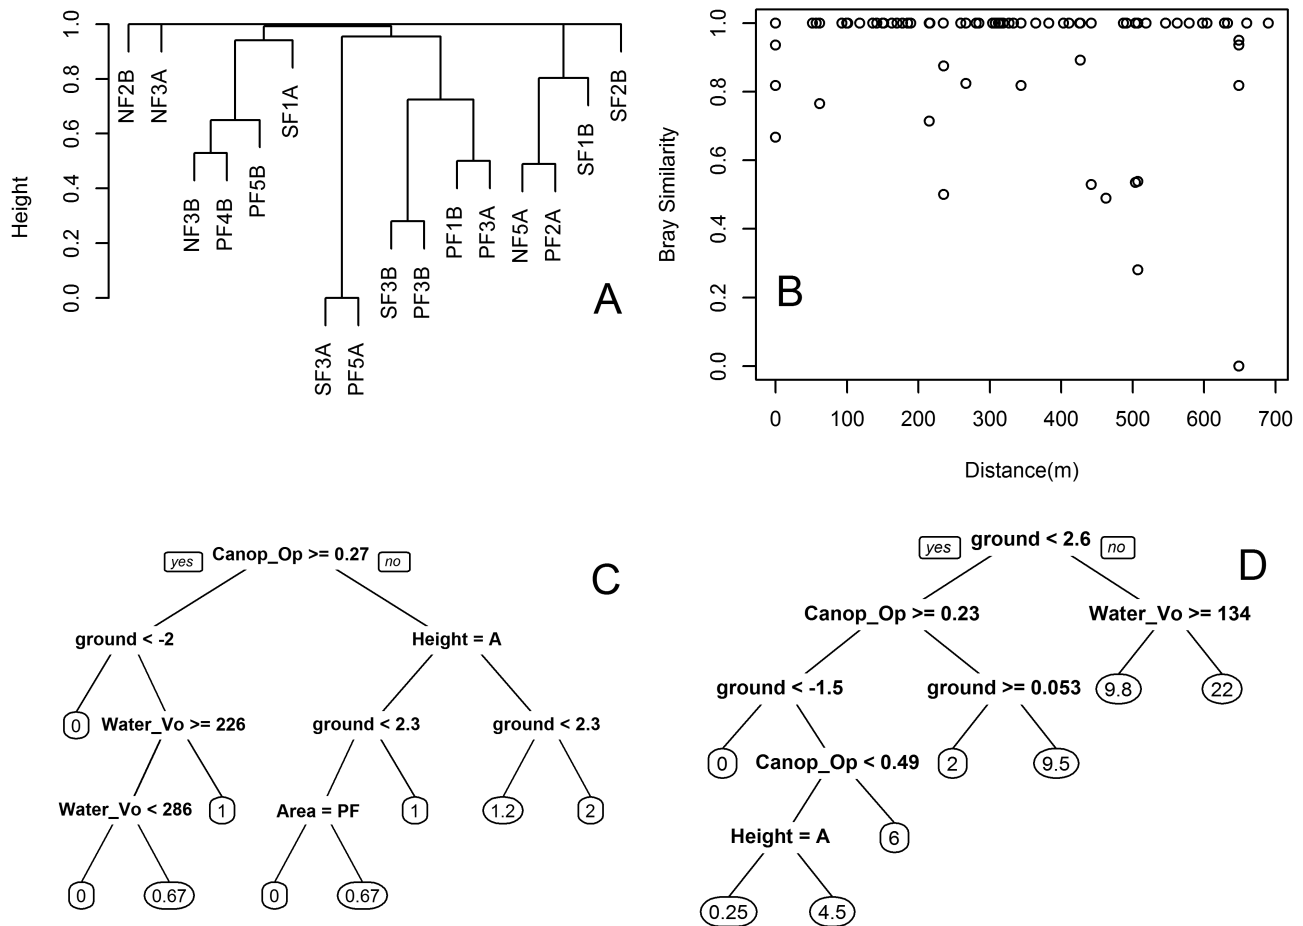 Height
1.0
0.8
0.6
0.4
0.2
0.0
NF2B
NF3A
NF3B
PF4B
PF5B
SF1A
SF3A
PF5A
SF3B
PF3B
PF1B
PF3A
NF5A
PF2A
SF1B
SF2B
A
Bray Similarity
1.0
0.8
0.6
0.4
0.2
0.0
B
0 100 200 300 400 500 600 700
Distance(m)
yes Canop_Op >= 0.27 no
C
ground < -2 Height = A
0 Water_Vo >= 226 ground < 2.3 ground < 2.3
Water_Vo < 286 1 Area = PF 1 1.2 2
0 0.67 0 0.67
yes ground < 2.6 no
D
Canop_Op >= 0.23 Water_Vo >= 134
ground < -1.5 ground >= 0.053 9.8 22
0 Canop_Op < 0.49 2 9.5
Height = A 6
0.25 4.5